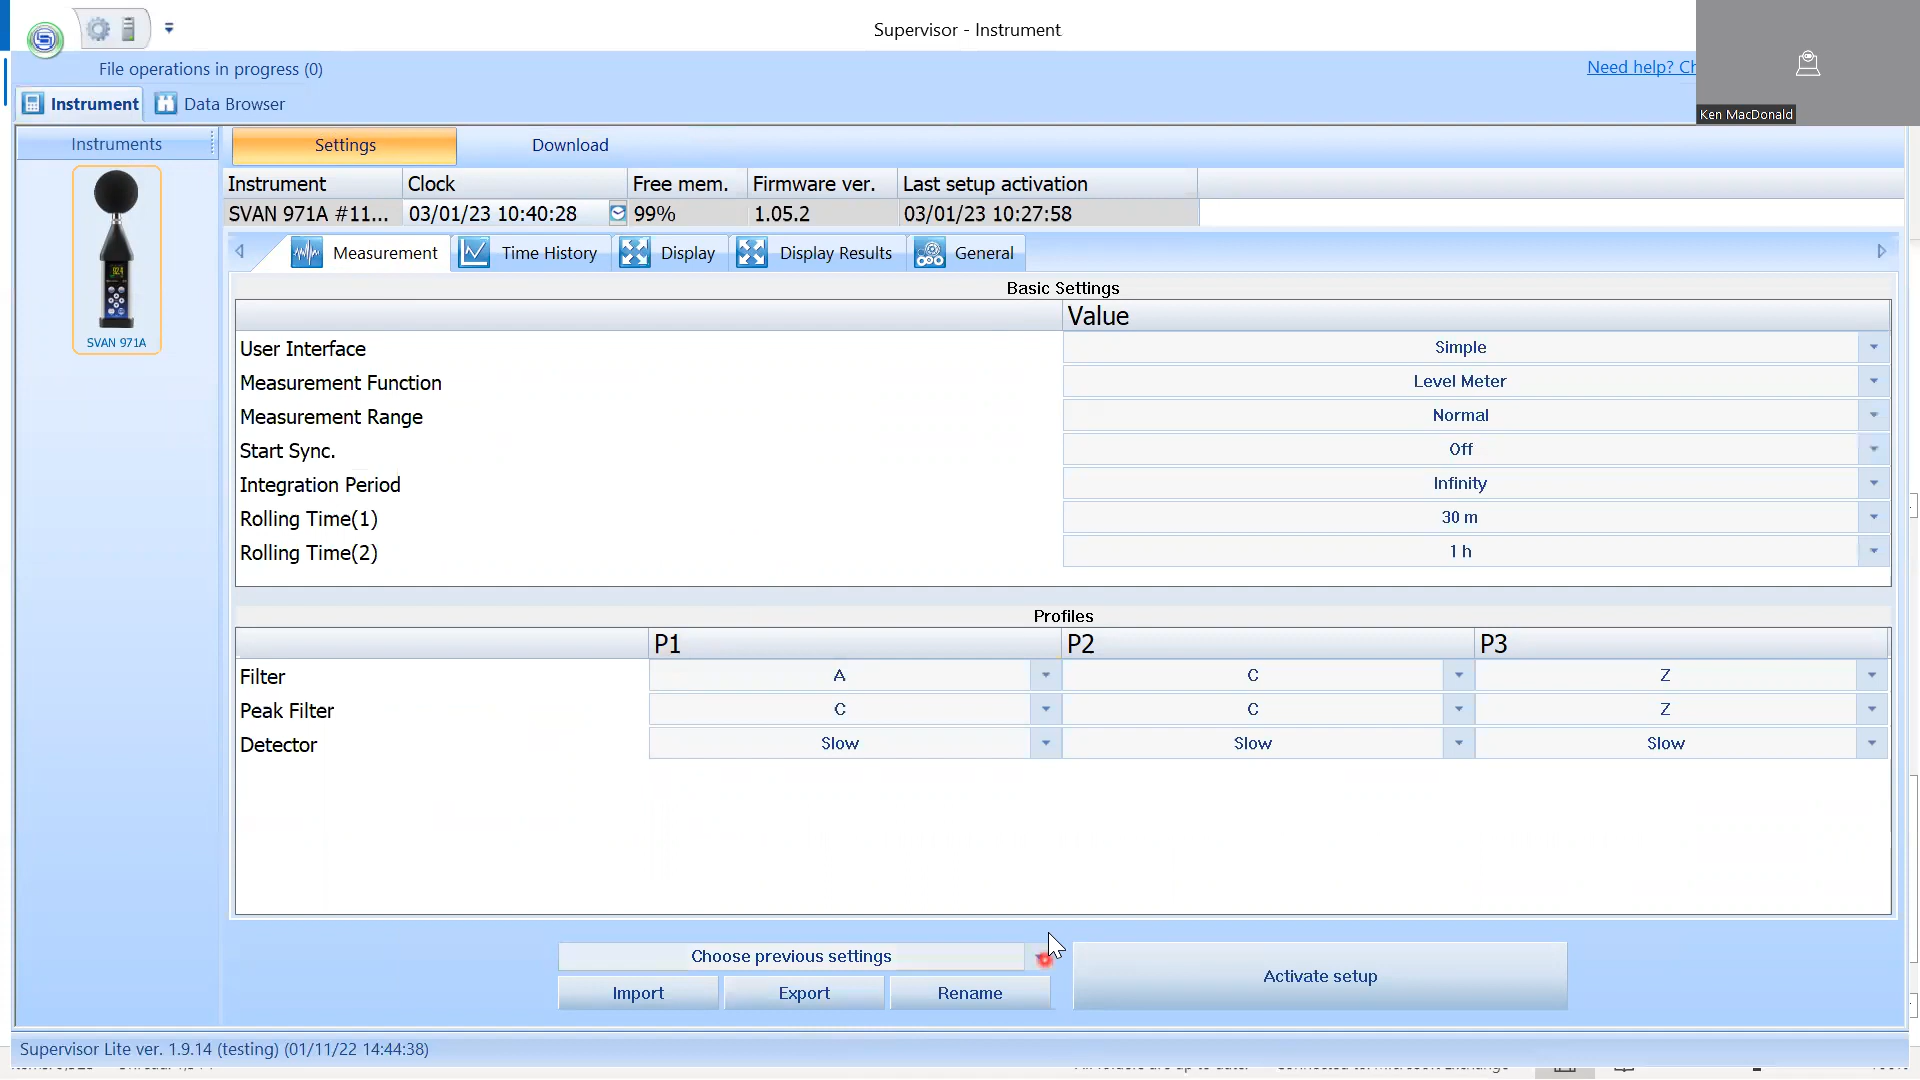 Supervisor - Instrument
File operations in progress (0)
Need help? Ch
Ken MacDonald
Instrument Data Browser
Instruments
Settings Download
Instrument Clock Free mem. Firmware ver. Last setup activation
SVAN 971A #11... 03/01/23 10:40:28 99% 1.05.2 03/01/23 10:27:58
Measurement Time History Display Display Results General
SVAN 971A
Basic Settings
Value
User Interface Simple
Measurement Function Level Meter
Measurement Range Normal
Start Sync. Off
Integration Period Infinity
Rolling Time(1) 30 m
Rolling Time(2) 1 h
Profiles
P1 P2 P3
Filter A C Z
Peak Filter C C Z
Detector Slow Slow Slow
Choose previous settings
Import Export Rename
Activate setup
Supervisor Lite ver. 1.9.14 (testing) (01/11/22 14:44:38)